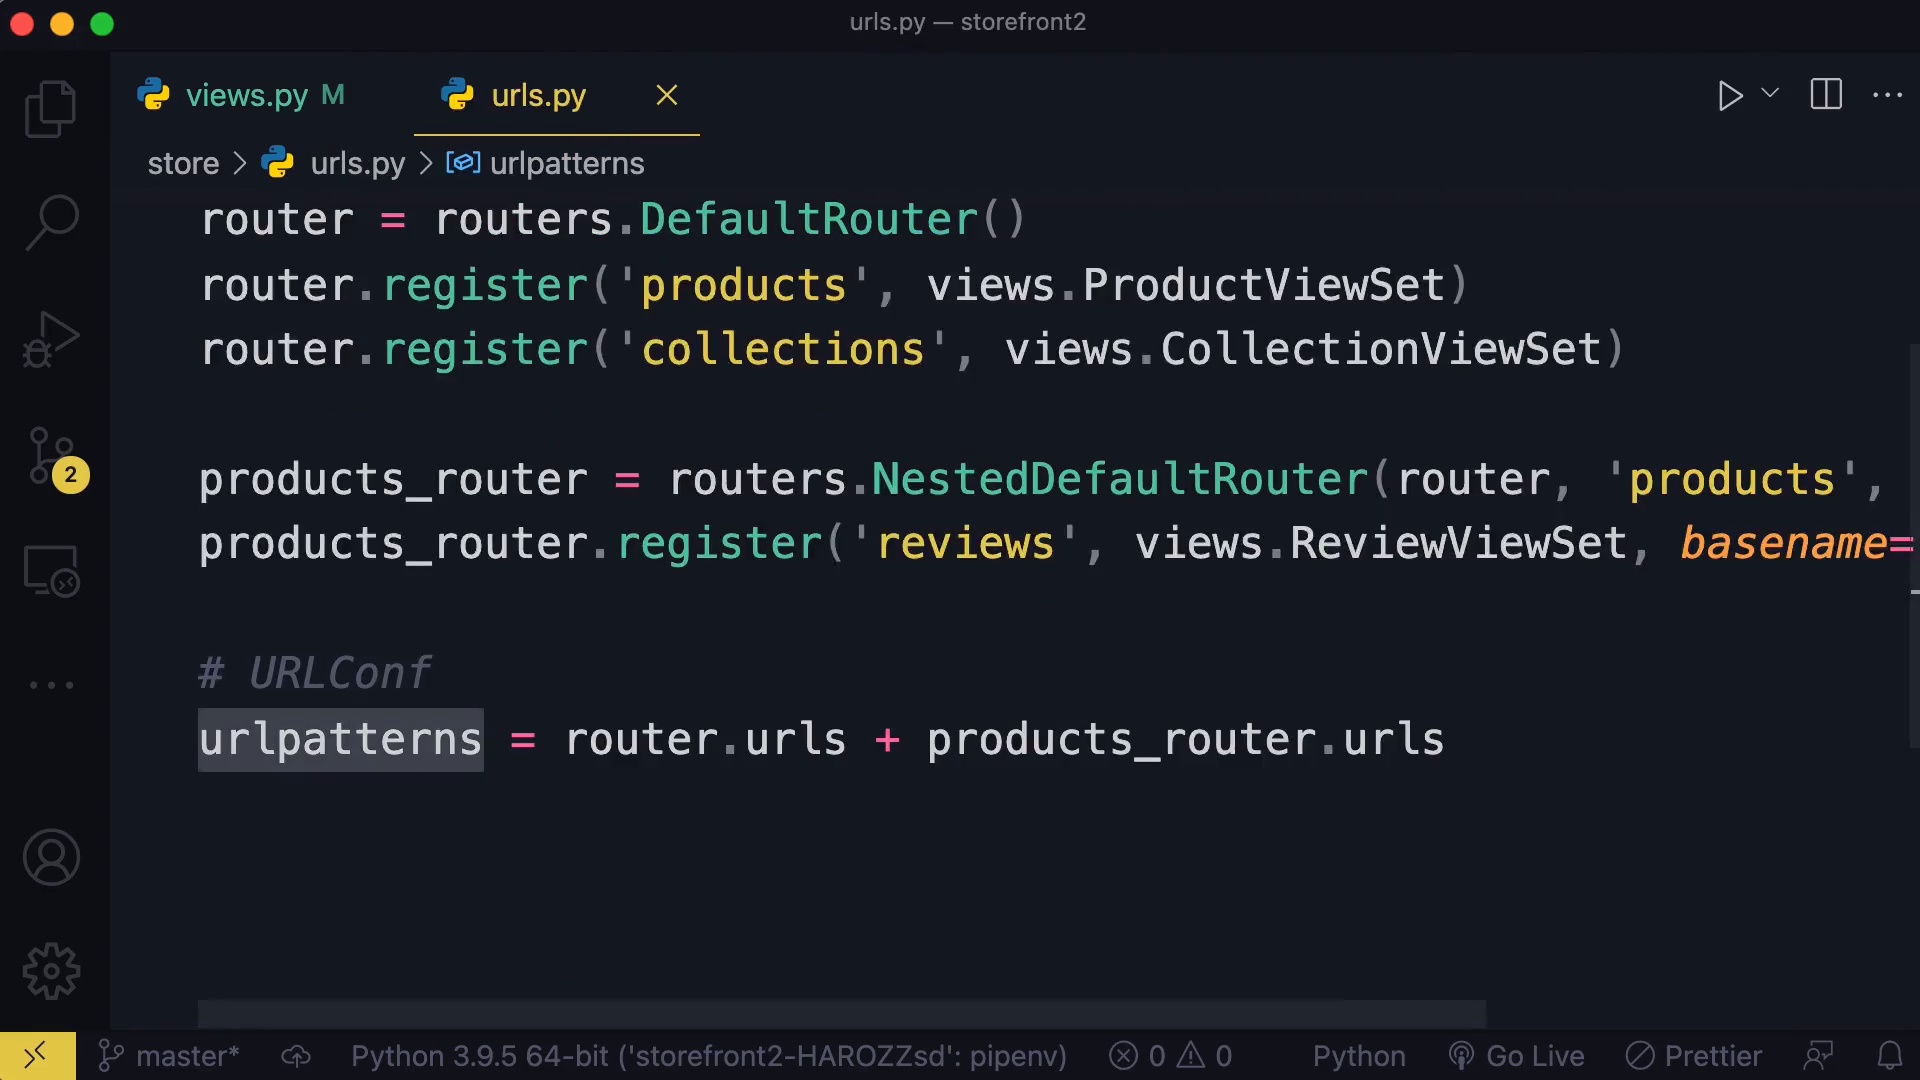 urls.py — storefront2
views.py M
urls.py
store > urls.py > urlpatterns
router = routers.DefaultRouter()
router.register('products', views.ProductViewSet)
router.register('collections', views.CollectionViewSet)
products_router = routers.NestedDefaultRouter(router, 'products',
products_router.register('reviews', views.ReviewViewSet, basename=
# URLConf
urlpatterns = router.urls + products_router.urls
2
master* Python 3.9.5 64-bit ('storefront2-HAROZZsd': pipenv) 0 0 Python Go Live Prettier